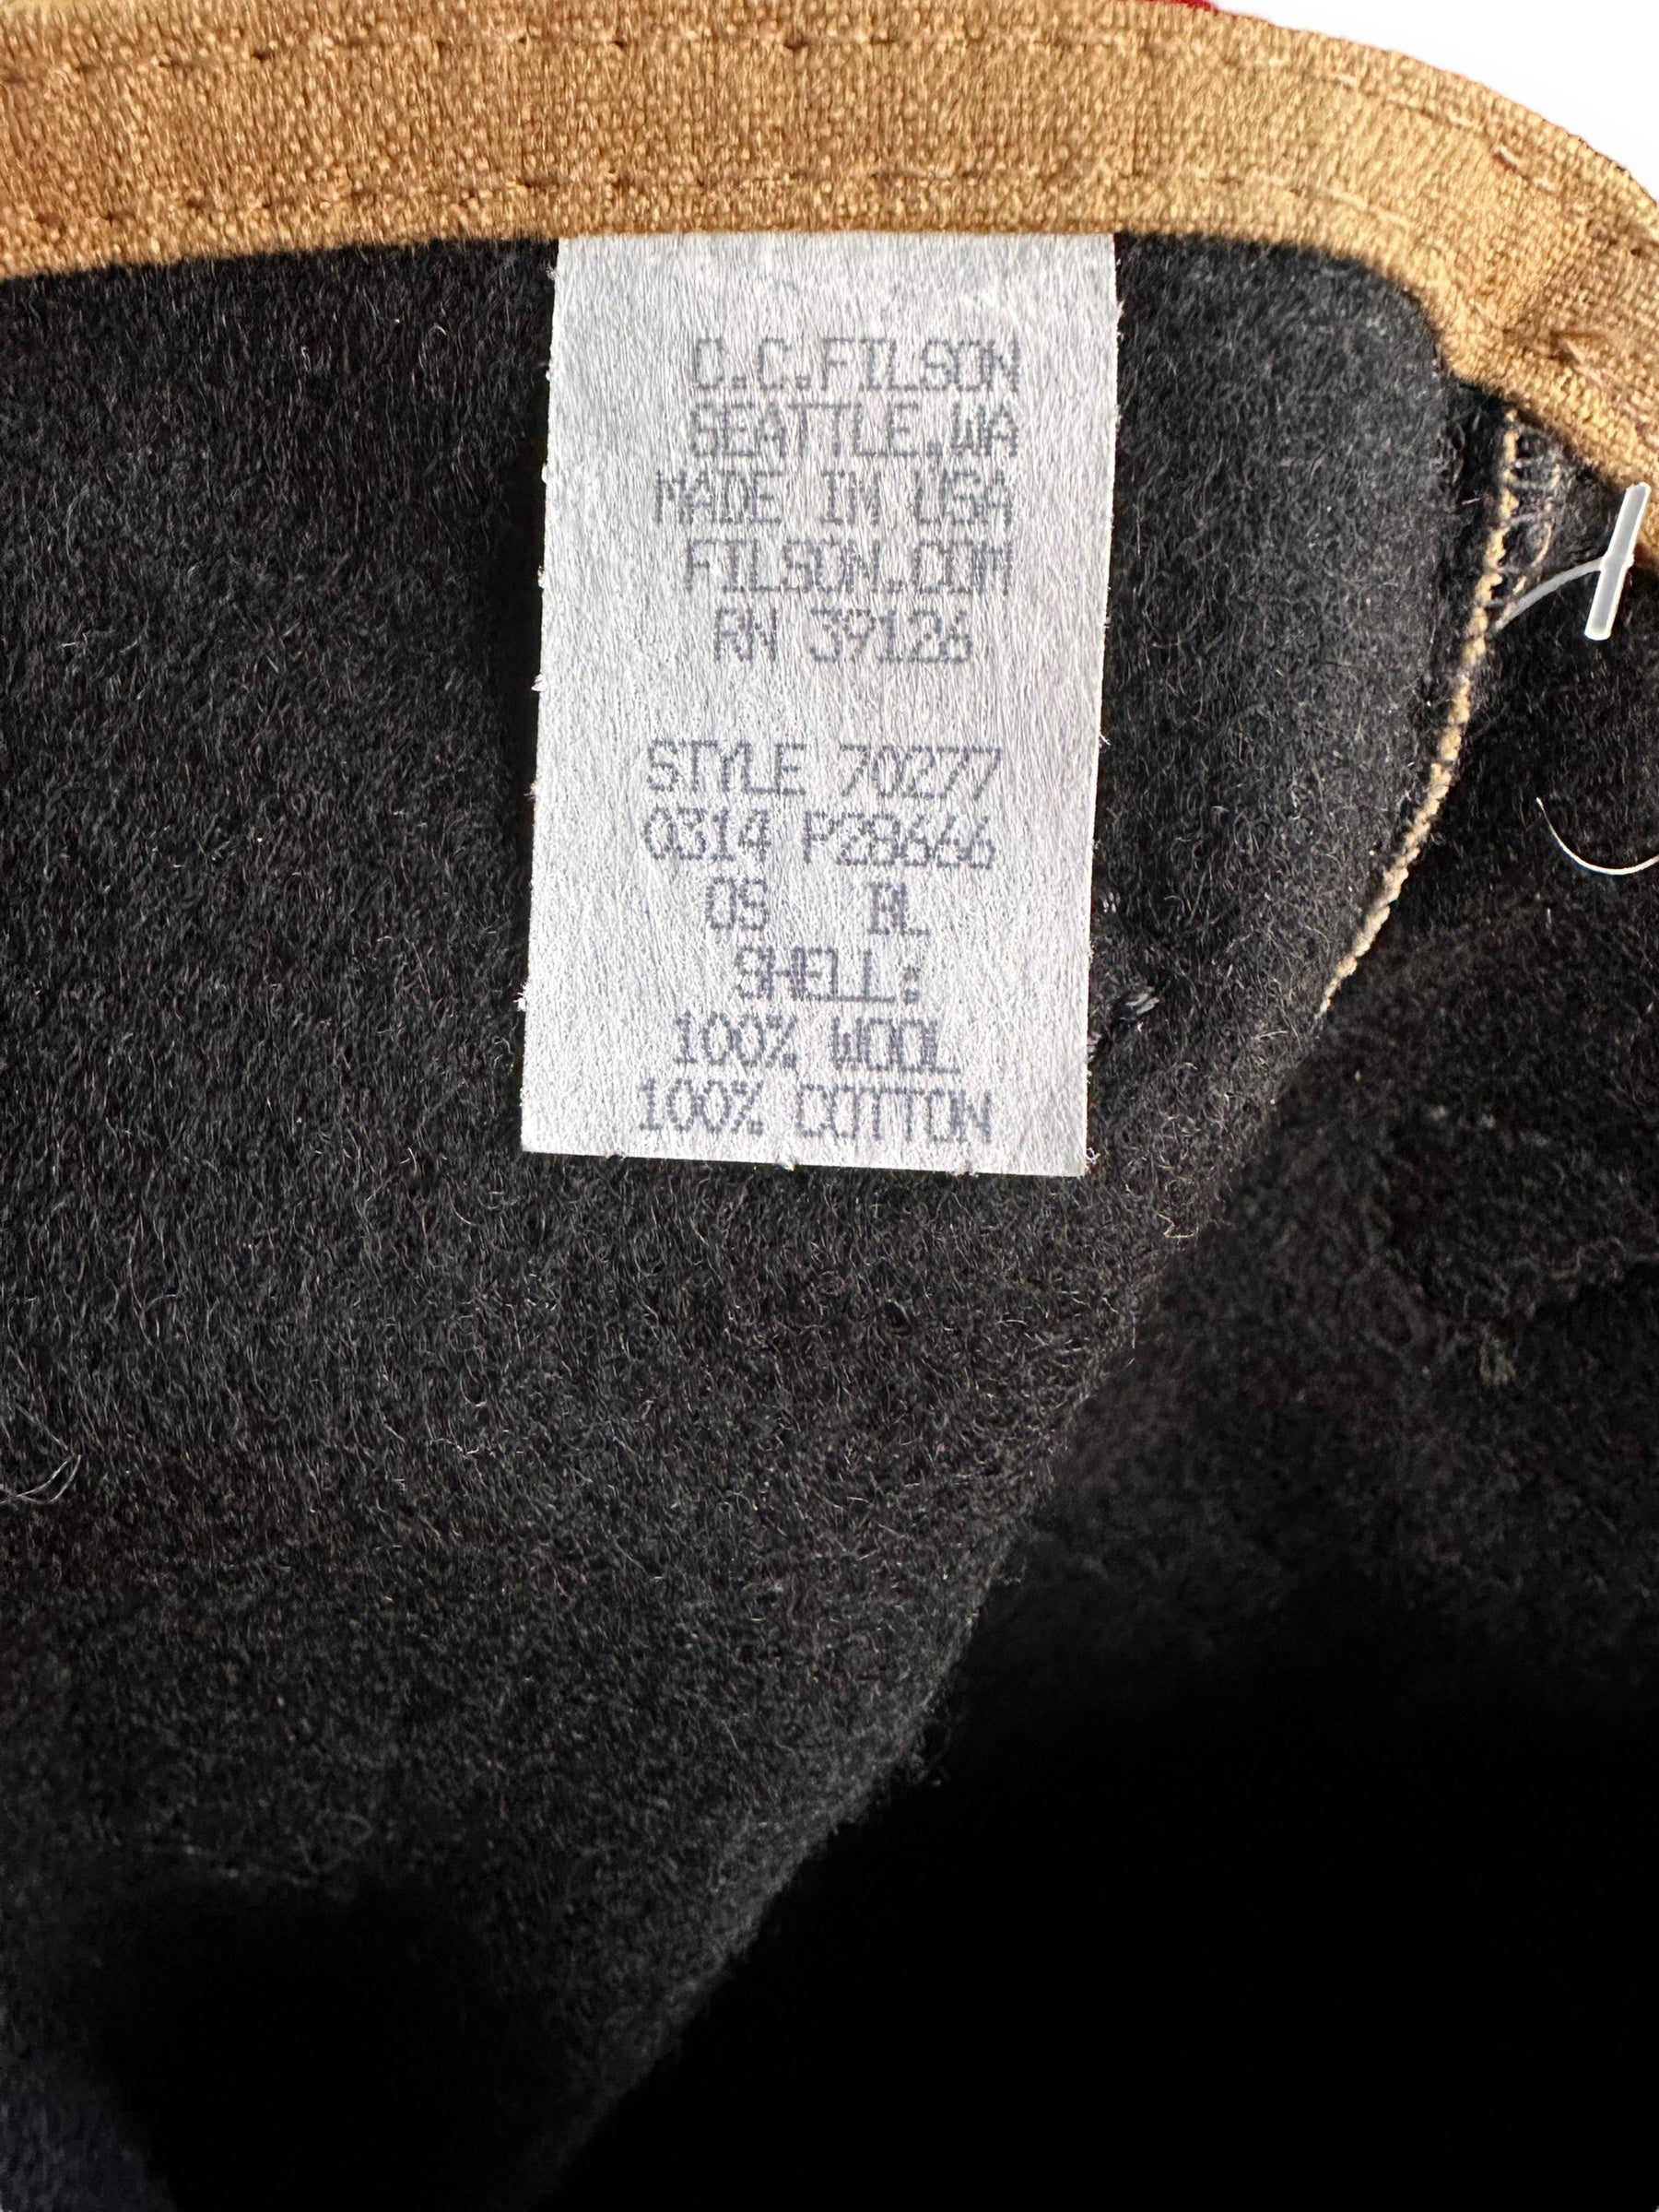 C.C.FILSON
SEATTLE,WA
MADE IN USA
FILSON.COM
RN 39126
STYLE 70277
0314 P28666
OS BL
SHELL:
100% WOOL
100% COTTON